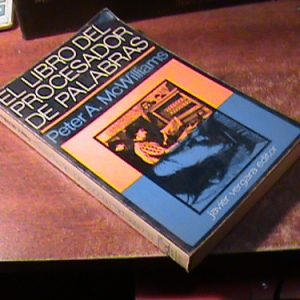 EL LIBRO DEL
PROCESADOR
DE PALABRAS
Peter A. McWilliams
javier vergara editor